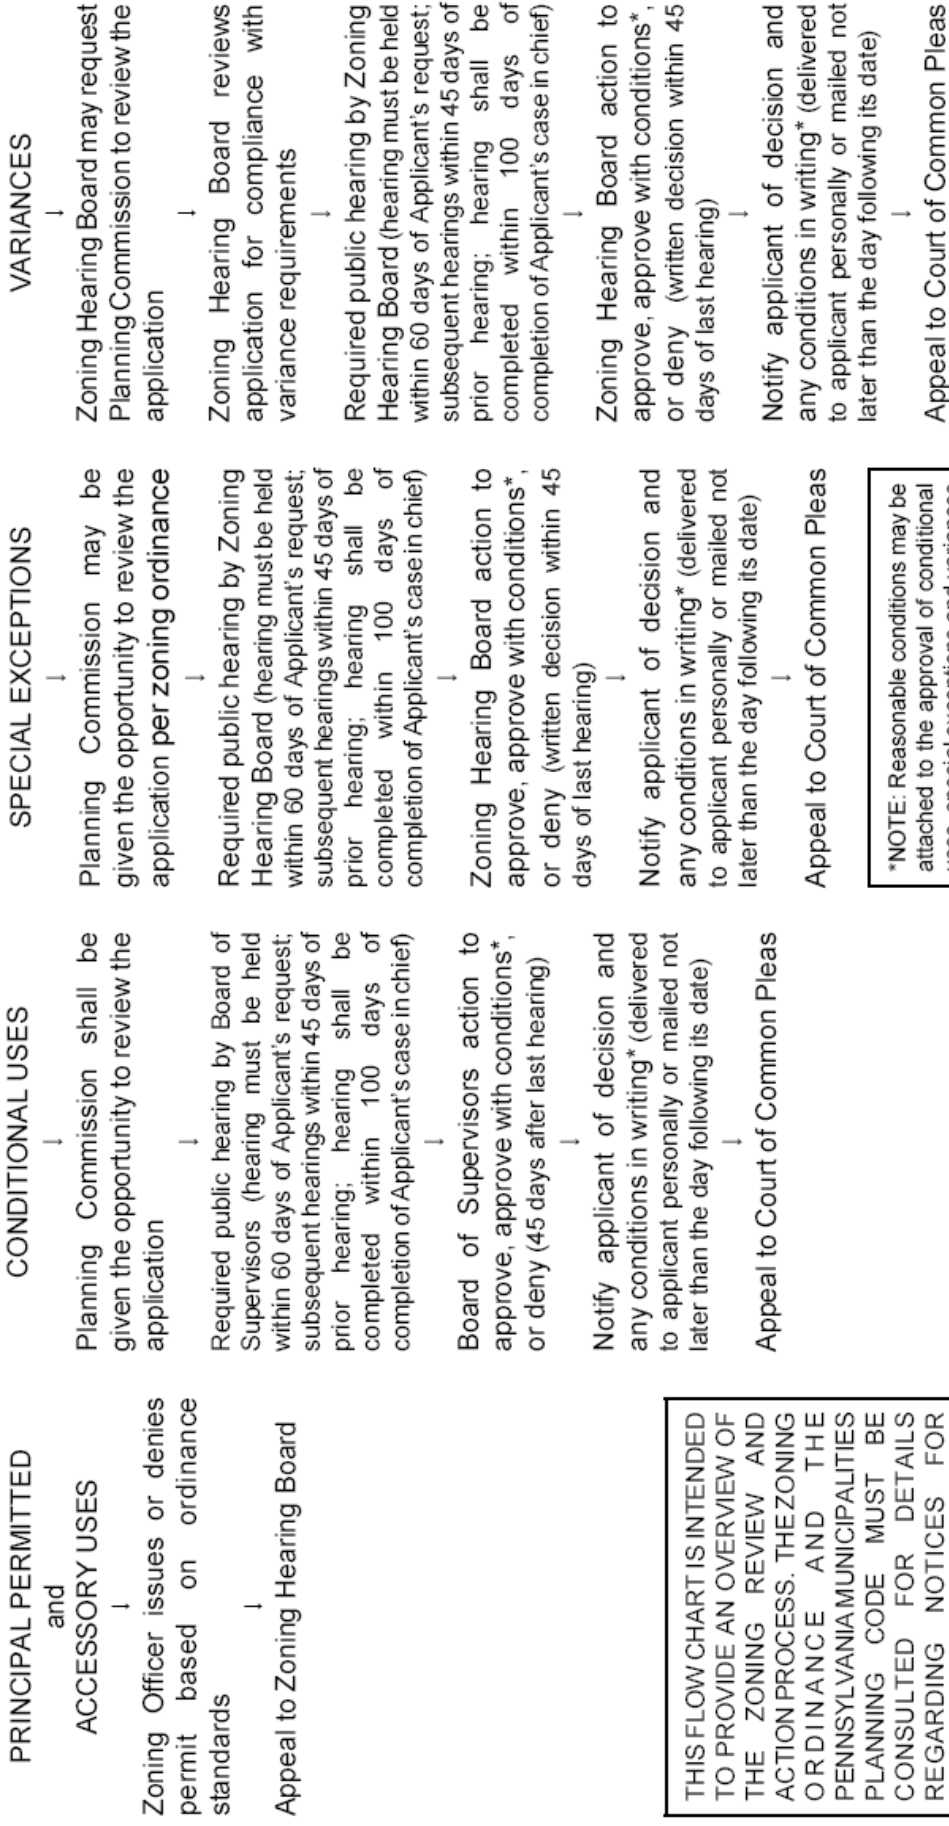 PRINCIPAL PERMITTED
and
ACCESSORY USES
↓
Zoning Officer issues or denies
permit based on ordinance
standards
↓
Appeal to Zoning Hearing Board
THIS FLOW CHART IS INTENDED
TO PROVIDE AN OVERVIEW OF
THE ZONING REVIEW AND
ACTION PROCESS. THE ZONING
ORDINANCE AND THE
PENNSYLVANIA MUNICIPALITIES
PLANNING CODE MUST BE
CONSULTED FOR DETAILS
REGARDING NOTICES FOR
CONDITIONAL USES
↓
Planning Commission shall be
given the opportunity to review the
application
↓
Required public hearing by Board of
Supervisors (hearing must be held
within 60 days of Applicant's request;
subsequent hearings within 45 days of
prior hearing; hearing shall be
completed within 100 days of
completion of Applicant's case in chief)
↓
Board of Supervisors action to
approve, approve with conditions*,
or deny (45 days after last hearing)
↓
Notify applicant of decision and
any conditions in writing* (delivered
to applicant personally or mailed not
later than the day following its date)
↓
Appeal to Court of Common Pleas
SPECIAL EXCEPTIONS
↓
Planning Commission may be
given the opportunity to review the
application per zoning ordinance
↓
Required public hearing by Zoning
Hearing Board (hearing must be held
within 60 days of Applicant's request;
subsequent hearings within 45 days of
prior hearing; hearing shall be
completed within 100 days of
completion of Applicant's case in chief)
↓
Zoning Hearing Board action to
approve, approve with conditions*,
or deny (written decision within 45
days of last hearing)
↓
Notify applicant of decision and
any conditions in writing* (delivered
to applicant personally or mailed not
later than the day following its date)
↓
Appeal to Court of Common Pleas
*NOTE: Reasonable conditions may be
attached to the approval of conditional
VARIANCES
↓
Zoning Hearing Board may request
Planning Commission to review the
application
↓
Zoning Hearing Board reviews
application for compliance with
variance requirements
↓
Required public hearing by Zoning
Hearing Board (hearing must be held
within 60 days of Applicant's request;
subsequent hearings within 45 days of
prior hearing; hearing shall be
completed within 100 days of
completion of Applicant's case in chief)
↓
Zoning Hearing Board action to
approve, approve with conditions*,
or deny (written decision within 45
days of last hearing)
↓
Notify applicant of decision and
any conditions in writing* (delivered
to applicant personally or mailed not
later than the day following its date)
↓
Appeal to Court of Common Pleas